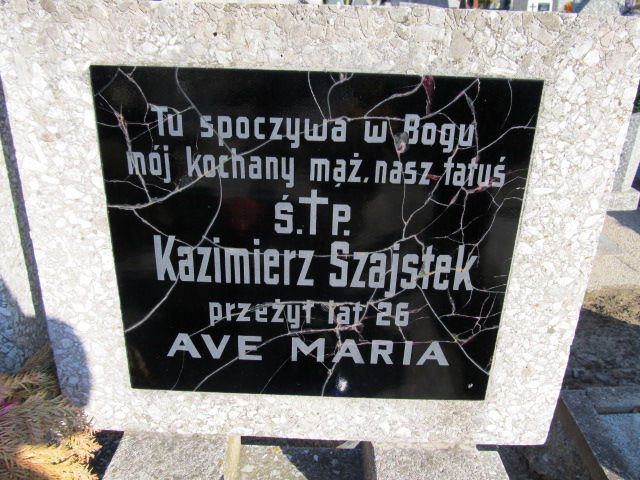 Tu spoczywa w Bogu
mój kochany mąż, nasz tatuś
Ś.†P.
Kazimierz Szajstek
przeżył lat 26
AVE MARIA